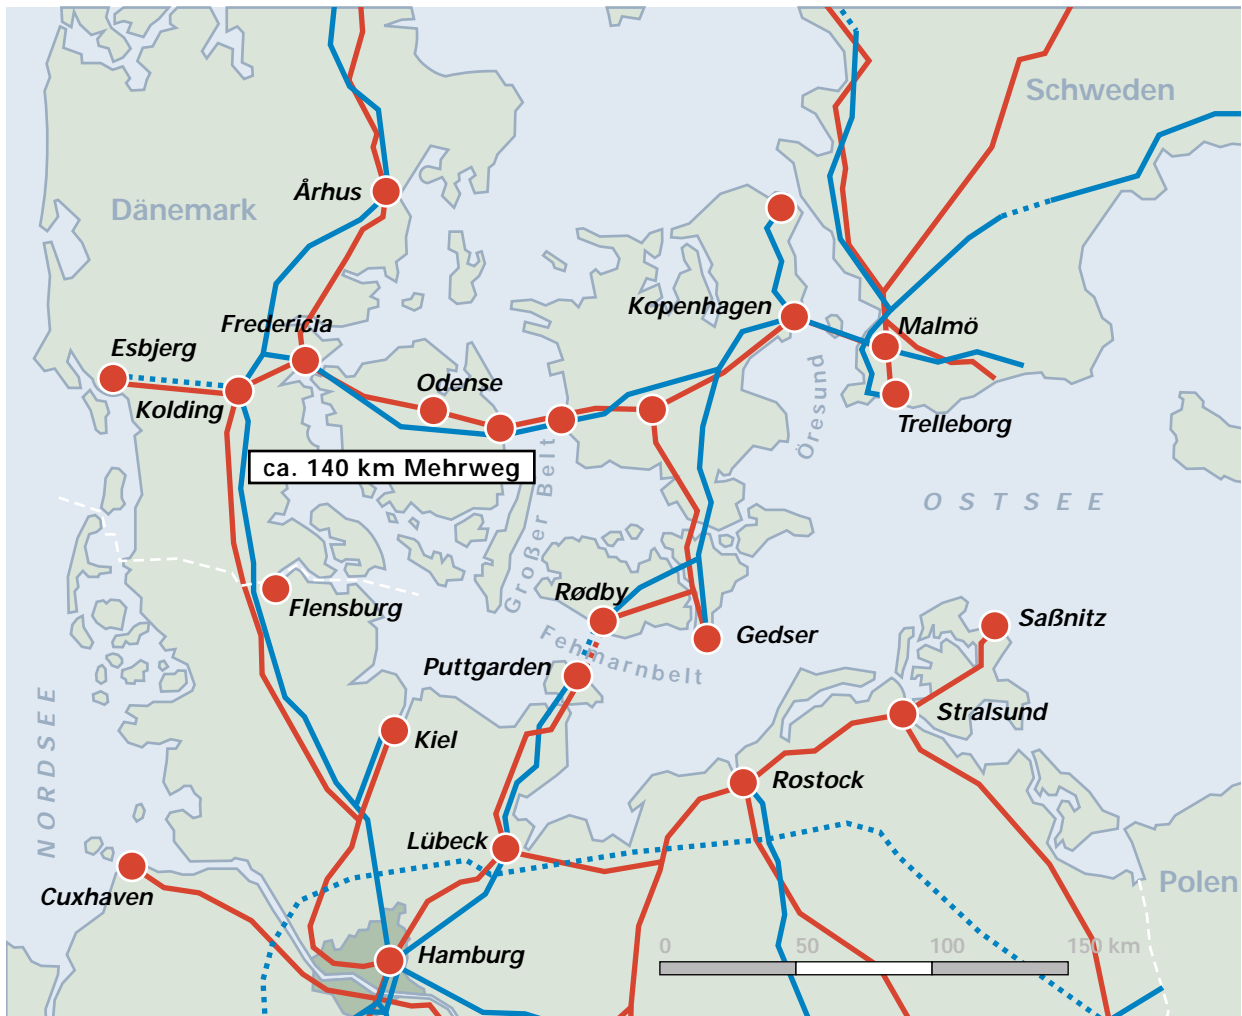 Schweden
Århus
Dänemark
Kopenhagen
Fredericia
Malmö
Esbjerg
Odense
Kolding
Trelleborg
Öresund
ca. 140 km Mehrweg
Großer Belt
OSTSEE
Rødby
Flensburg
Saßnitz
Gedser
Fehmarnbelt
Puttgarden
NORDSEE
Stralsund
Kiel
Rostock
Lübeck
Cuxhaven
Polen
Hamburg
0 50 100 150 km